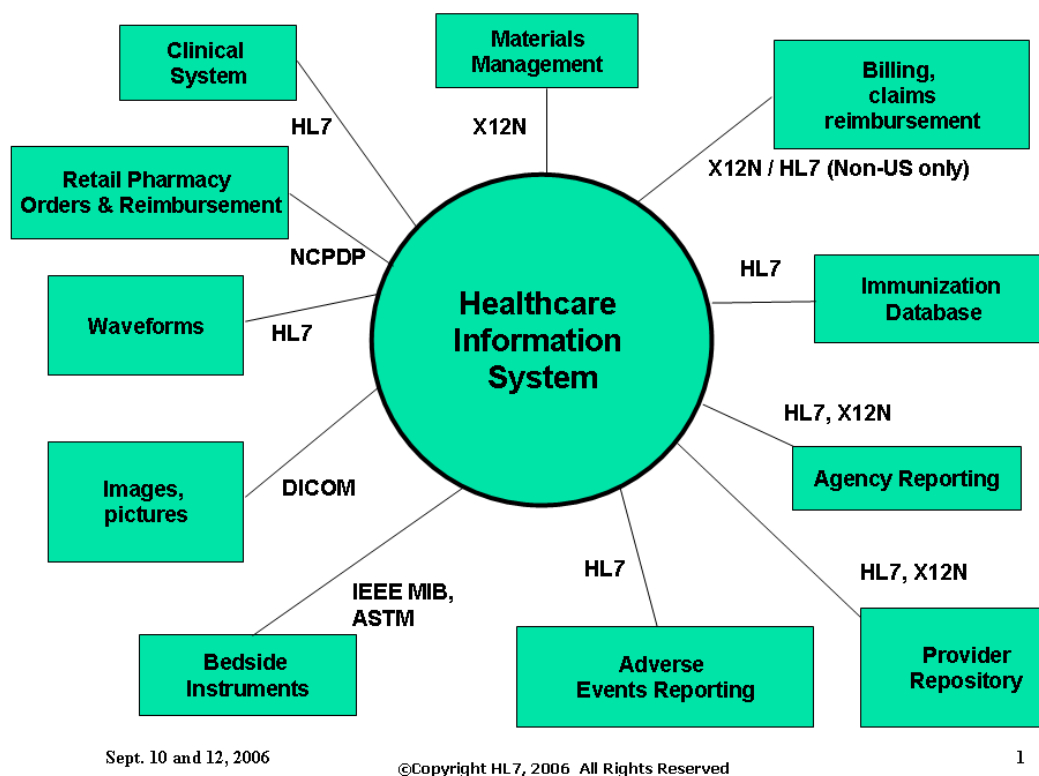 Clinical
System
Materials
Management
Billing,
claims
reimbursement
HL7
X12N
X12N / HL7 (Non-US only)
Retail Pharmacy
Orders & Reimbursement
NCPDP
HL7
Immunization
Database
Waveforms
HL7
Healthcare
Information
System
HL7, X12N
Agency Reporting
Images,
pictures
DICOM
HL7
HL7, X12N
IEEE MIB,
ASTM
Bedside
Instruments
Adverse
Events Reporting
Provider
Repository
Sept. 10 and 12, 2006
©Copyright HL7, 2006 All Rights Reserved
1